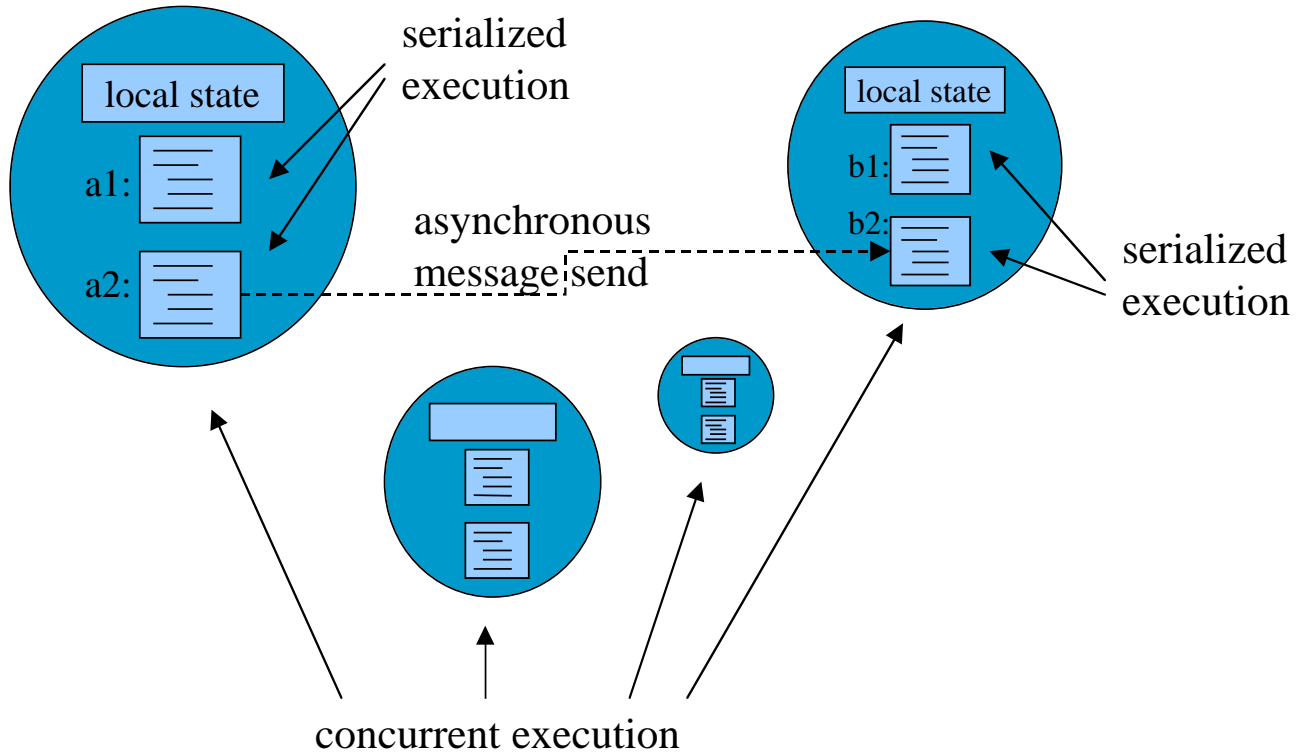 serialized
execution
local state
a1:
a2:
asynchronous
message send
local state
b1:
b2:
serialized
execution
concurrent execution